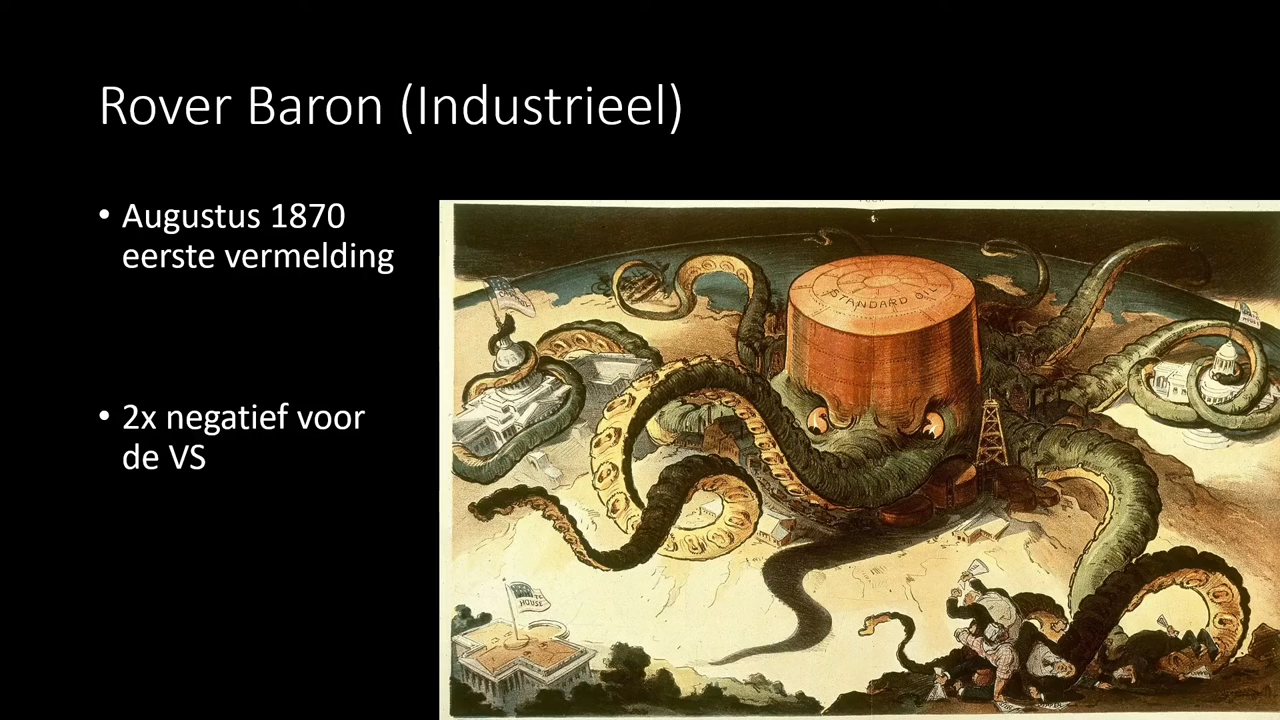 Rover Baron (Industrieel)
• Augustus 1870
eerste vermelding
• 2x negatief voor
de VS
STANDARD OIL
HOUSE